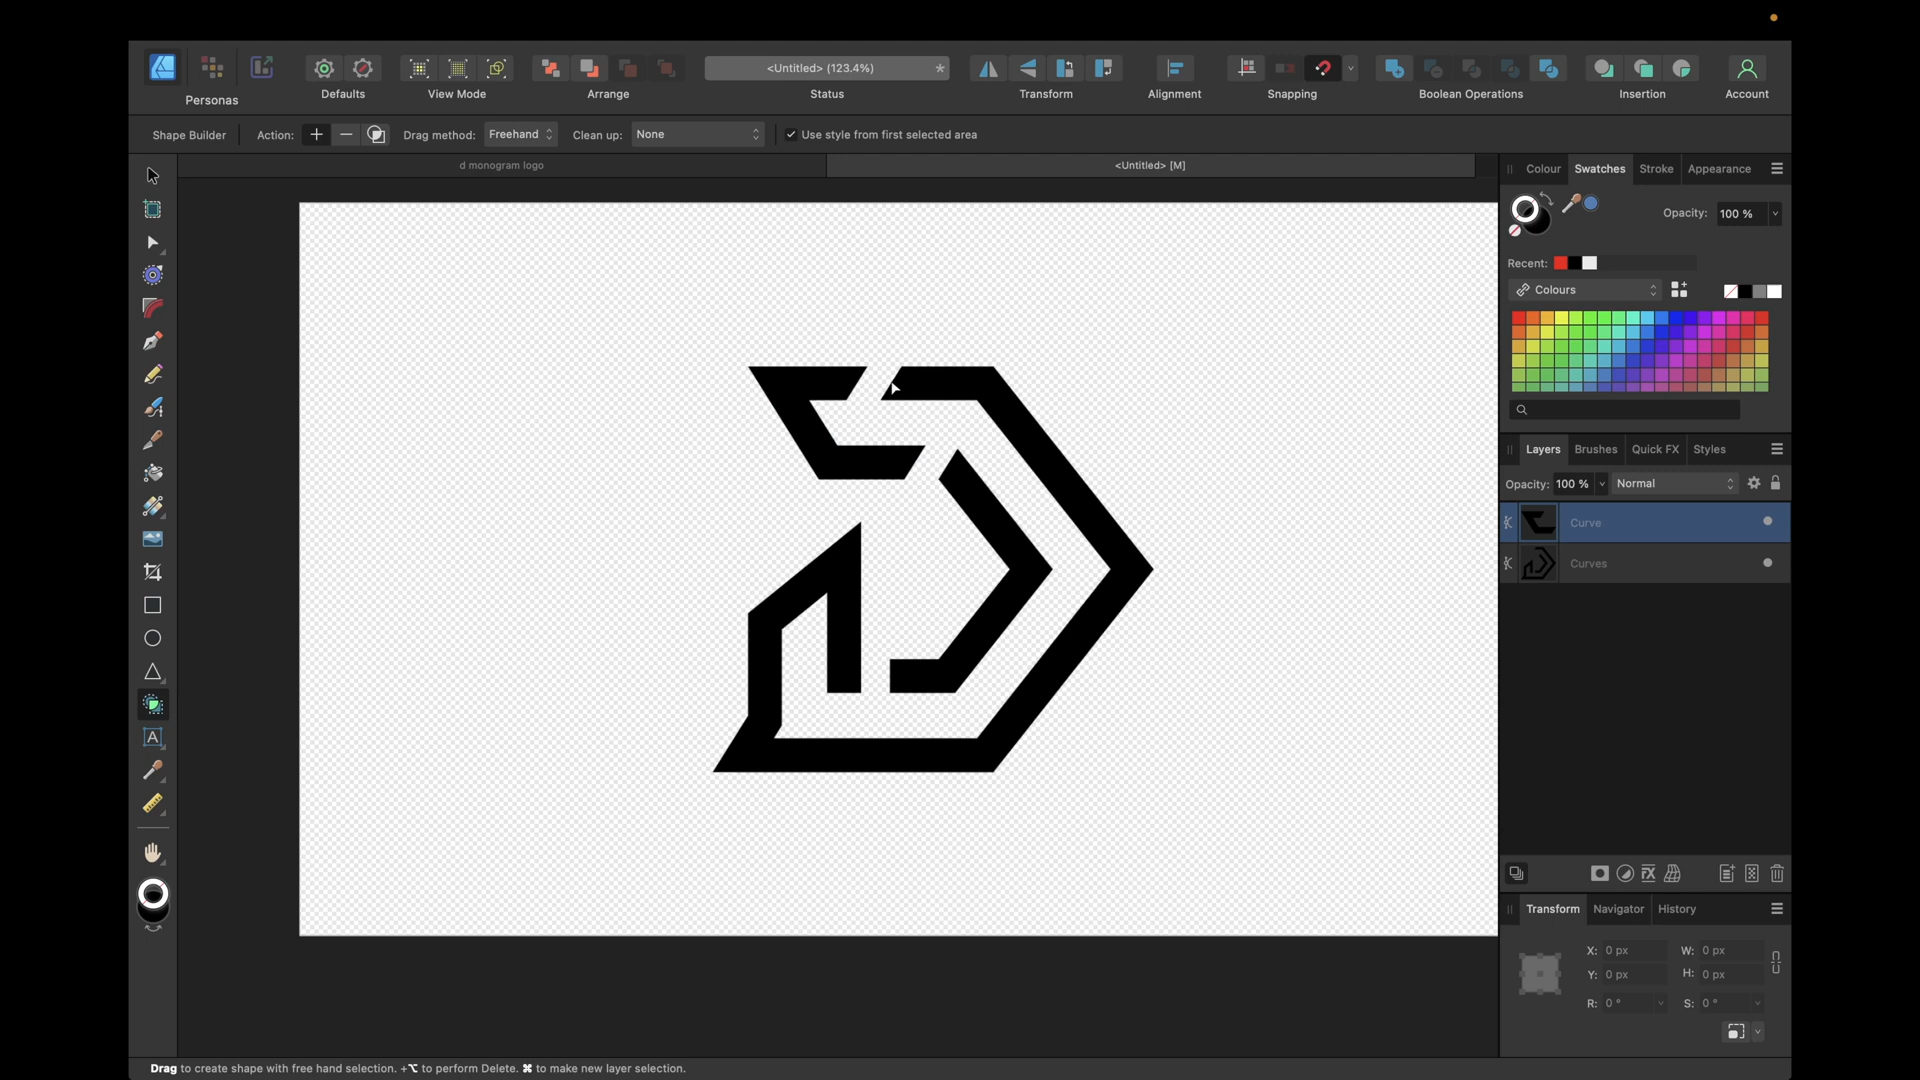 <Untitled> (123.4%)
*
Personas
Defaults
View Mode
Arrange
Status
Transform
Alignment
Snapping
Boolean Operations
Insertion
Account
Shape Builder
Action:
Drag method:
Freehand
Clean up:
None
Use style from first selected area
d monogram logo
<Untitled> [M]
Colour
Swatches
Stroke
Appearance
Opacity:
100 %
Recent:
Colours
Layers
Brushes
Quick FX
Styles
Opacity:
100 %
Normal
Curve
Curves
A
FX
Transform
Navigator
History
X: 0 px
W: 0 px
Y: 0 px
H: 0 px
R: 0 °
S: 0 °
Drag to create shape with free hand selection. +⌥ to perform Delete. ⌘ to make new layer selection.